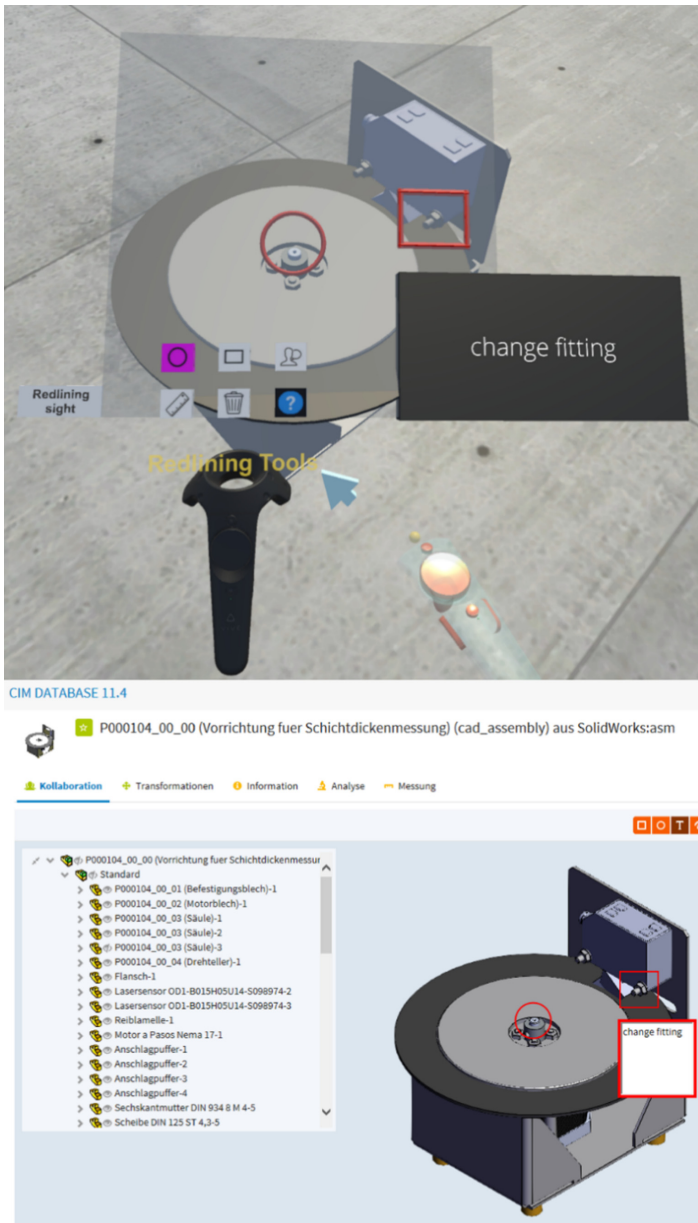 change fitting
Redlining
sight
?
Redlining Tools
CIM DATABASE 11.4
P000104_00_00 (Vorrichtung fuer Schichtdickenmessung) (cad_assembly) aus SolidWorks:asm
Kollaboration Transformationen Information Analyse Messung
T
P000104_00_00 (Vorrichtung fuer Schichtdickenmessur
Standard
P000104_00_01 (Befestigungsblech)-1
P000104_00_02 (Motorblech)-1
P000104_00_03 (Säule)-1
P000104_00_03 (Säule)-2
P000104_00_03 (Säule)-3
P000104_00_04 (Drehteller)-1
Flansch-1
Lasersensor OD1-B015H05U14-S098974-2
Lasersensor OD1-B015H05U14-S098974-3
Reiblamelle-1
Motor a Pasos Nema 17-1
Anschlagpuffer-1
Anschlagpuffer-2
Anschlagpuffer-3
Anschlagpuffer-4
Sechskantmutter DIN 934 8 M 4-5
Scheibe DIN 125 ST 4,3-5
change fitting